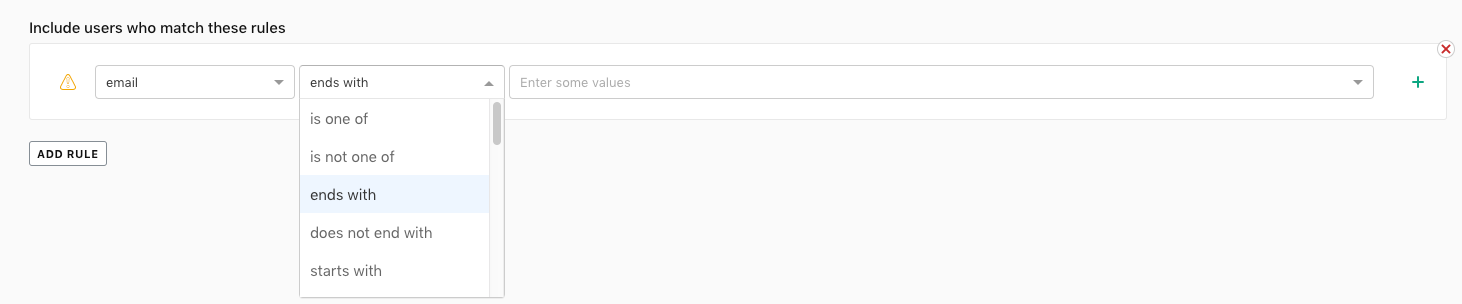 Include users who match these rules
email
ends with
Enter some values
is one of
is not one of
ends with
does not end with
starts with
ADD RULE